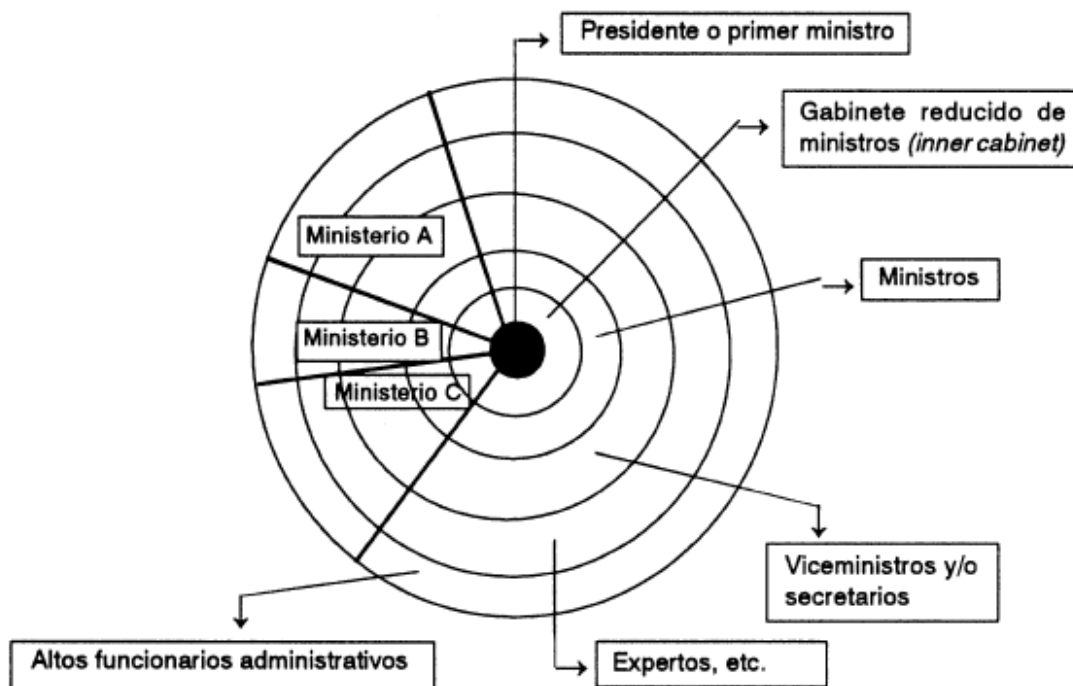 Presidente o primer ministro
Gabinete reducido de
ministros (inner cabinet)
Ministerio A
Ministros
Ministerio B
Ministerio C
Viceministros y/o
secretarios
Altos funcionarios administrativos
Expertos, etc.